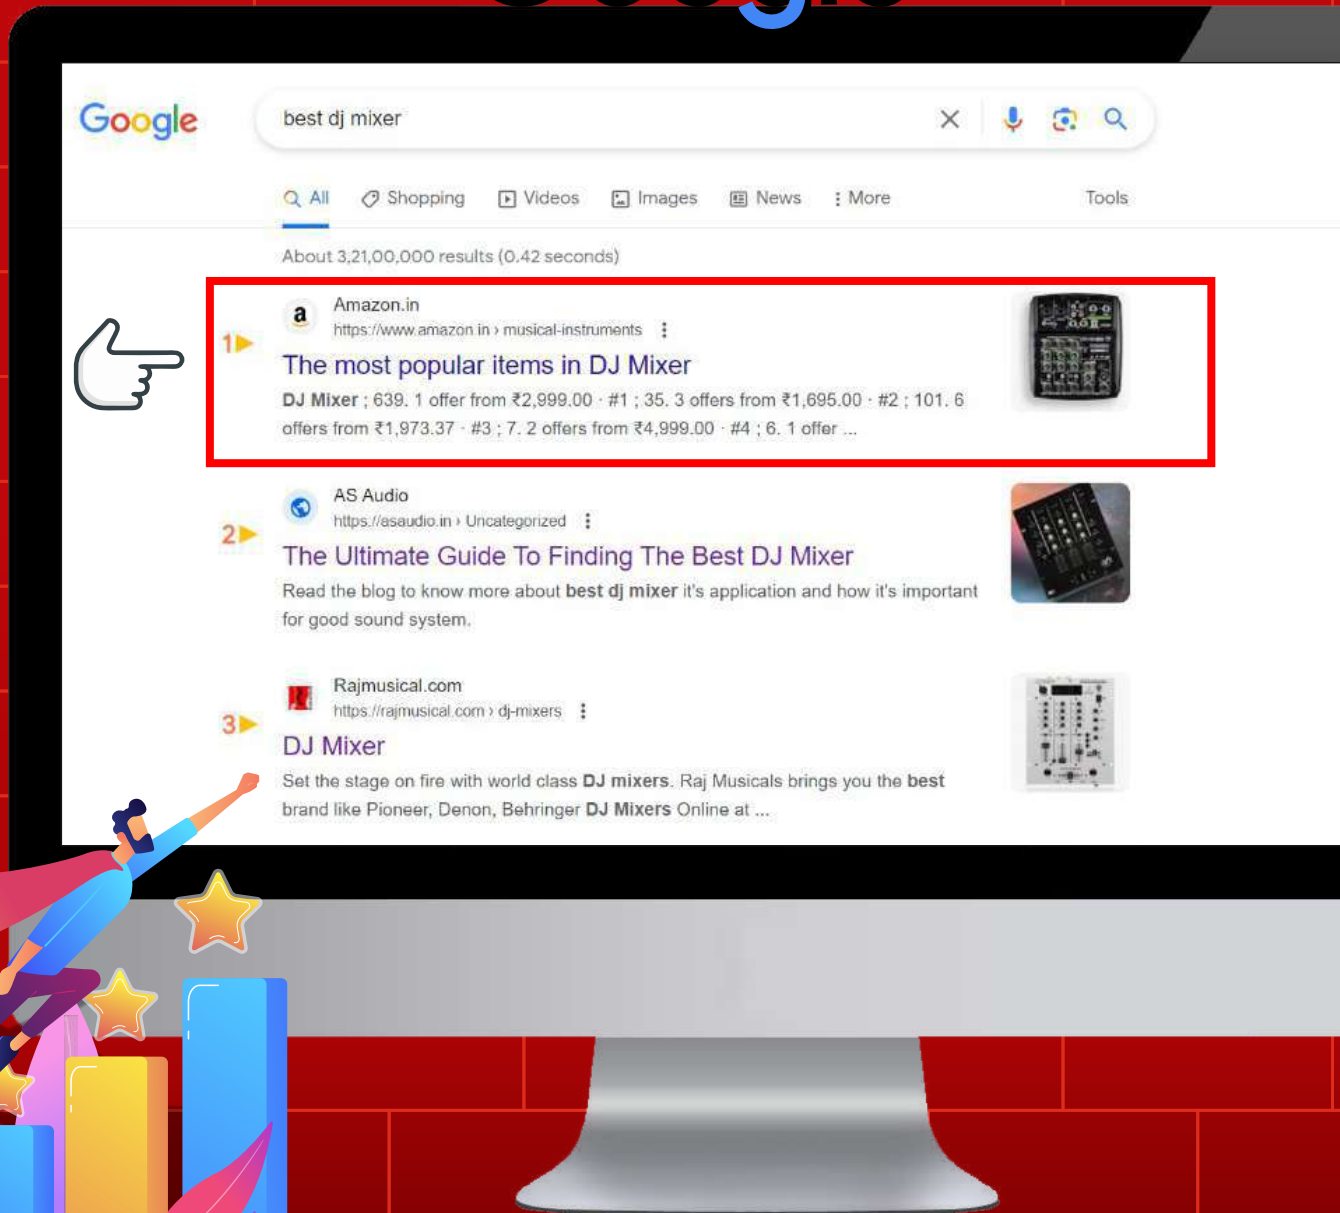 Google
best dj mixer
All Shopping Videos Images News More Tools
About 3,21,00,000 results (0.42 seconds)
a
Amazon.in
https://www.amazon.in › musical-instruments
1
The most popular items in DJ Mixer
DJ Mixer ; 639. 1 offer from ₹2,999.00 · #1 ; 35. 3 offers from ₹1,695.00 · #2 ; 101. 6
offers from ₹1,973.37 · #3 ; 7. 2 offers from ₹4,999.00 · #4 ; 6. 1 offer ...
AS Audio
https://asaudio.in › Uncategorized
2
The Ultimate Guide To Finding The Best DJ Mixer
Read the blog to know more about best dj mixer it's application and how it's important
for good sound system.
Rajmusical.com
https://rajmusical.com › dj-mixers
3
DJ Mixer
Set the stage on fire with world class DJ mixers. Raj Musicals brings you the best
brand like Pioneer, Denon, Behringer DJ Mixers Online at ...